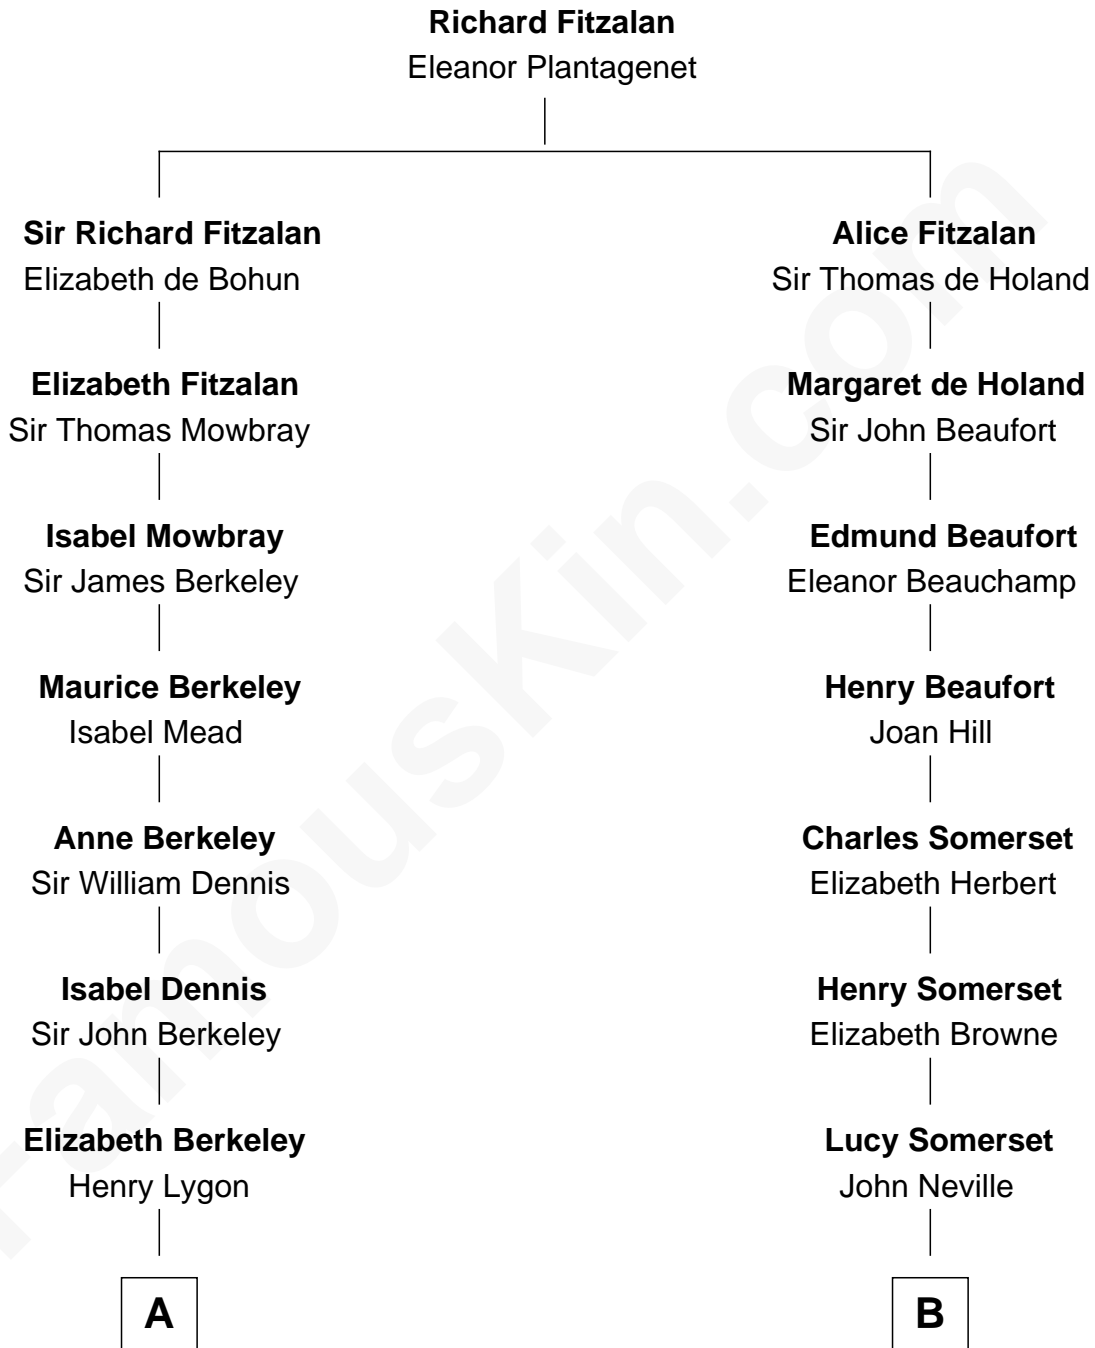 Richard Fitzalan
Eleanor Plantagenet
Sir Richard Fitzalan
Elizabeth de Bohun
Alice Fitzalan
Sir Thomas de Holand
Elizabeth Fitzalan
Sir Thomas Mowbray
Margaret de Holand
Sir John Beaufort
Isabel Mowbray
Sir James Berkeley
Edmund Beaufort
Eleanor Beauchamp
Maurice Berkeley
Isabel Mead
Henry Beaufort
Joan Hill
Anne Berkeley
Sir William Dennis
Charles Somerset
Elizabeth Herbert
Isabel Dennis
Sir John Berkeley
Henry Somerset
Elizabeth Browne
Elizabeth Berkeley
Henry Lygon
Lucy Somerset
John Neville
A
B
FamousKin.com